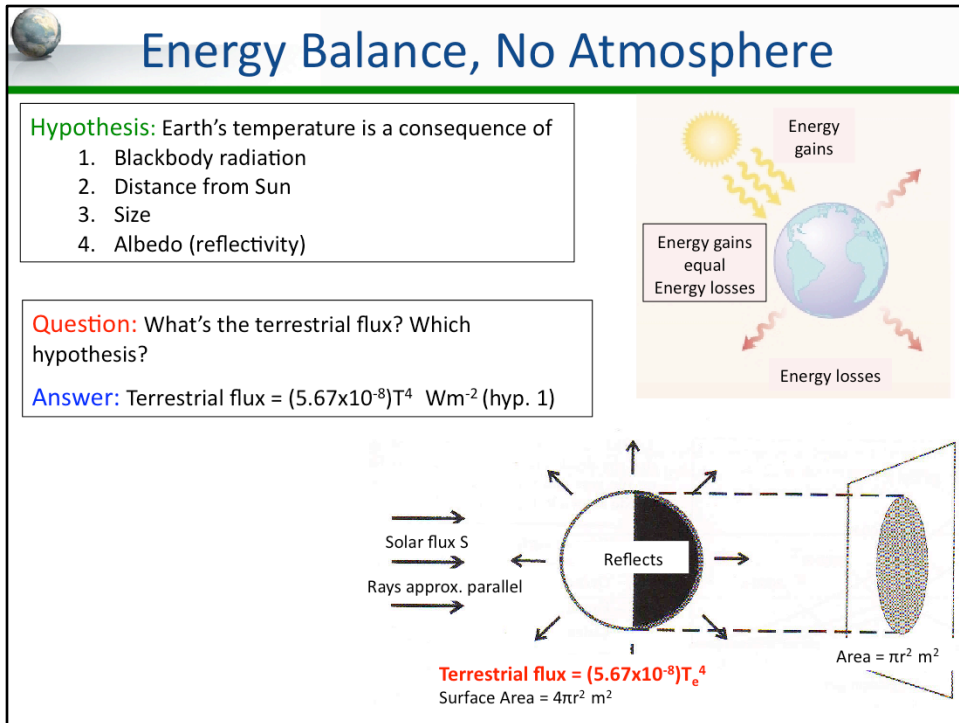 Energy Balance, No Atmosphere
Hypothesis: Earth's temperature is a consequence of
1. Blackbody radiation
2. Distance from Sun
3. Size
4. Albedo (reflectivity)
Energy
gains
Energy gains
equal
Energy losses
Energy losses
Question: What's the terrestrial flux? Which
hypothesis?
Answer: Terrestrial flux = (5.67x10⁻⁸)T⁴ Wm⁻² (hyp. 1)
Solar flux S
Rays approx. parallel
Reflects
Area = πr² m²
Terrestrial flux = (5.67x10⁻⁸)Tₑ⁴
Surface Area = 4πr² m²